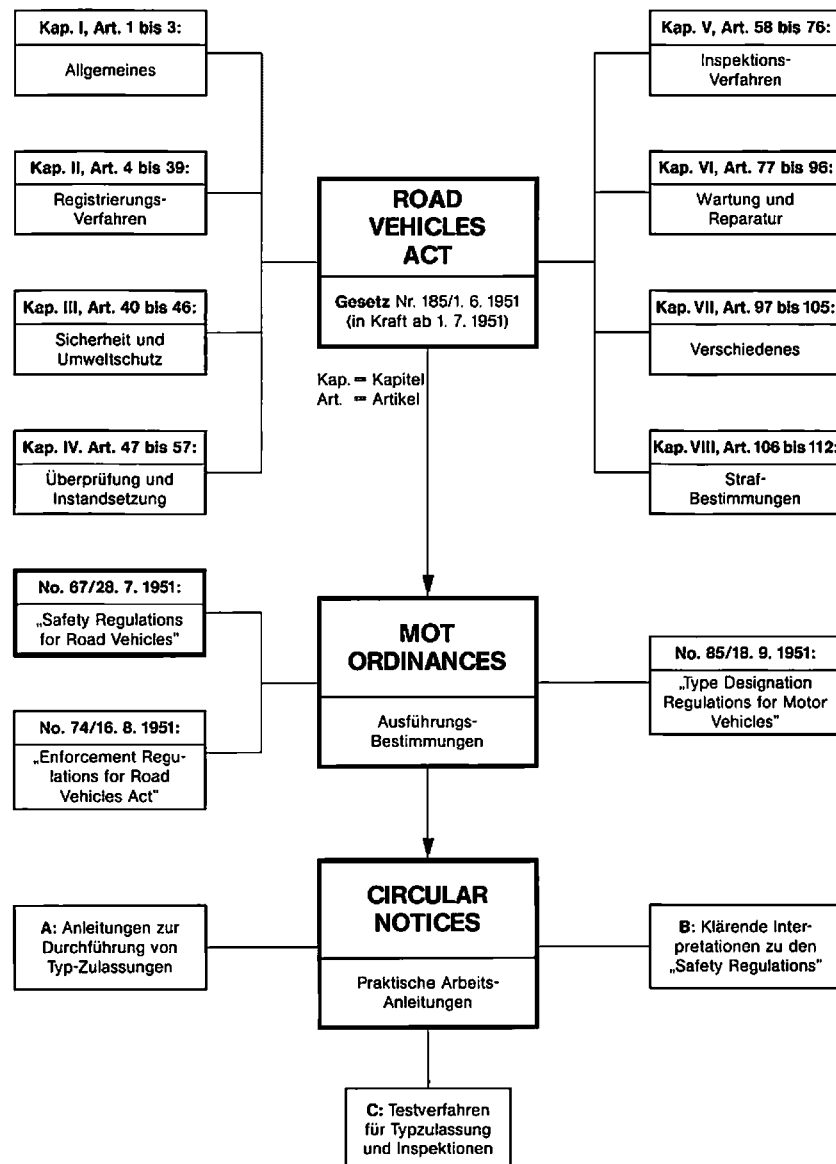 Kap. I, Art. 1 bis 3:
Allgemeines
Kap. II, Art. 4 bis 39:
Registrierungs-
Verfahren
Kap. III, Art. 40 bis 46:
Sicherheit und
Umweltschutz
Kap. IV. Art. 47 bis 57:
Überprüfung und
Instandsetzung
ROAD
VEHICLES
ACT
Gesetz Nr. 185/1. 6. 1951
(in Kraft ab 1. 7. 1951)
Kap. = Kapitel
Art. = Artikel
Kap. V, Art. 58 bis 76:
Inspektions-
Verfahren
Kap. VI, Art. 77 bis 96:
Wartung und
Reparatur
Kap. VII, Art. 97 bis 105:
Verschiedenes
Kap. VIII, Art. 106 bis 112:
Straf-
Bestimmungen
No. 67/28. 7. 1951:
„Safety Regulations
for Road Vehicles”
No. 74/16. 8. 1951:
„Enforcement Regu-
lations for Road
Vehicles Act”
MOT
ORDINANCES
Ausführungs-
Bestimmungen
No. 85/18. 9. 1951:
„Type Designation
Regulations for Motor
Vehicles”
A: Anleitungen zur
Durchführung von
Typ-Zulassungen
CIRCULAR
NOTICES
Praktische Arbeits-
Anleitungen
B: Klärende Inter-
pretationen zu den
„Safety Regulations”
C: Testverfahren
für Typzulassung
und Inspektionen